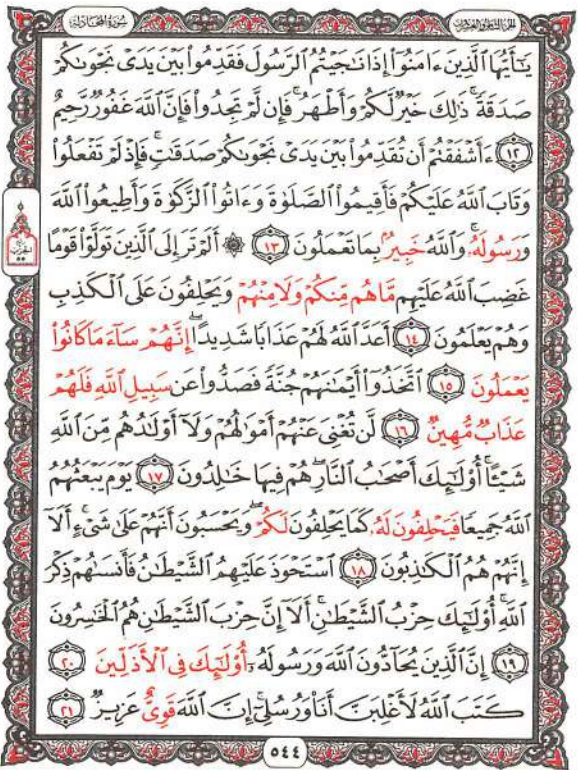 الجزء الثامن والعشرون
سورة المجادلة
يَٰٓأَيُّهَا ٱلَّذِينَ ءَامَنُوٓا۟ إِذَا نَٰجَيْتُمُ ٱلرَّسُولَ فَقَدِّمُوا۟ بَيْنَ يَدَىْ نَجْوَىٰكُمْ
صَدَقَةً ۚ ذَٰلِكَ خَيْرٌ لَّكُمْ وَأَطْهَرُ ۚ فَإِن لَّمْ تَجِدُوا۟ فَإِنَّ ٱللَّهَ غَفُورٌ رَّحِيمٌ
١٢ ءَأَشْفَقْتُمْ أَن تُقَدِّمُوا۟ بَيْنَ يَدَىْ نَجْوَىٰكُمْ صَدَقَٰتٍ ۚ فَإِذْ لَمْ تَفْعَلُوا۟
وَتَابَ ٱللَّهُ عَلَيْكُمْ فَأَقِيمُوا۟ ٱلصَّلَوٰةَ وَءَاتُوا۟ ٱلزَّكَوٰةَ وَأَطِيعُوا۟ ٱللَّهَ
وَرَسُولَهُۥ ۚ وَٱللَّهُ خَبِيرٌۢ بِمَا تَعْمَلُونَ ١٣ ۞ أَلَمْ تَرَ إِلَى ٱلَّذِينَ تَوَلَّوْا۟ قَوْمًا
غَضِبَ ٱللَّهُ عَلَيْهِم مَّا هُم مِّنكُمْ وَلَا مِنْهُمْ وَيَحْلِفُونَ عَلَى ٱلْكَذِبِ
وَهُمْ يَعْلَمُونَ ١٤ أَعَدَّ ٱللَّهُ لَهُمْ عَذَابًا شَدِيدًا ۖ إِنَّهُمْ سَآءَ مَا كَانُوا۟
يَعْمَلُونَ ١٥ ٱتَّخَذُوٓا۟ أَيْمَٰنَهُمْ جُنَّةً فَصَدُّوا۟ عَن سَبِيلِ ٱللَّهِ فَلَهُمْ
عَذَابٌ مُّهِينٌ ١٦ لَّن تُغْنِىَ عَنْهُمْ أَمْوَٰلُهُمْ وَلَآ أَوْلَٰدُهُم مِّنَ ٱللَّهِ
شَيْـًٔا ۚ أُو۟لَٰٓئِكَ أَصْحَٰبُ ٱلنَّارِ ۖ هُمْ فِيهَا خَٰلِدُونَ ١٧ يَوْمَ يَبْعَثُهُمُ
ٱللَّهُ جَمِيعًا فَيَحْلِفُونَ لَهُۥ كَمَا يَحْلِفُونَ لَكُمْ ۖ وَيَحْسَبُونَ أَنَّهُمْ عَلَىٰ شَىْءٍ ۚ أَلَآ
إِنَّهُمْ هُمُ ٱلْكَٰذِبُونَ ١٨ ٱسْتَحْوَذَ عَلَيْهِمُ ٱلشَّيْطَٰنُ فَأَنسَىٰهُمْ ذِكْرَ
ٱللَّهِ ۚ أُو۟لَٰٓئِكَ حِزْبُ ٱلشَّيْطَٰنِ ۚ أَلَآ إِنَّ حِزْبَ ٱلشَّيْطَٰنِ هُمُ ٱلْخَٰسِرُونَ
١٩ إِنَّ ٱلَّذِينَ يُحَآدُّونَ ٱللَّهَ وَرَسُولَهُۥٓ أُو۟لَٰٓئِكَ فِى ٱلْأَذَلِّينَ ٢٠
كَتَبَ ٱللَّهُ لَأَغْلِبَنَّ أَنَا۠ وَرُسُلِىٓ ۚ إِنَّ ٱللَّهَ قَوِىٌّ عَزِيزٌ ٢١
٥٤٤